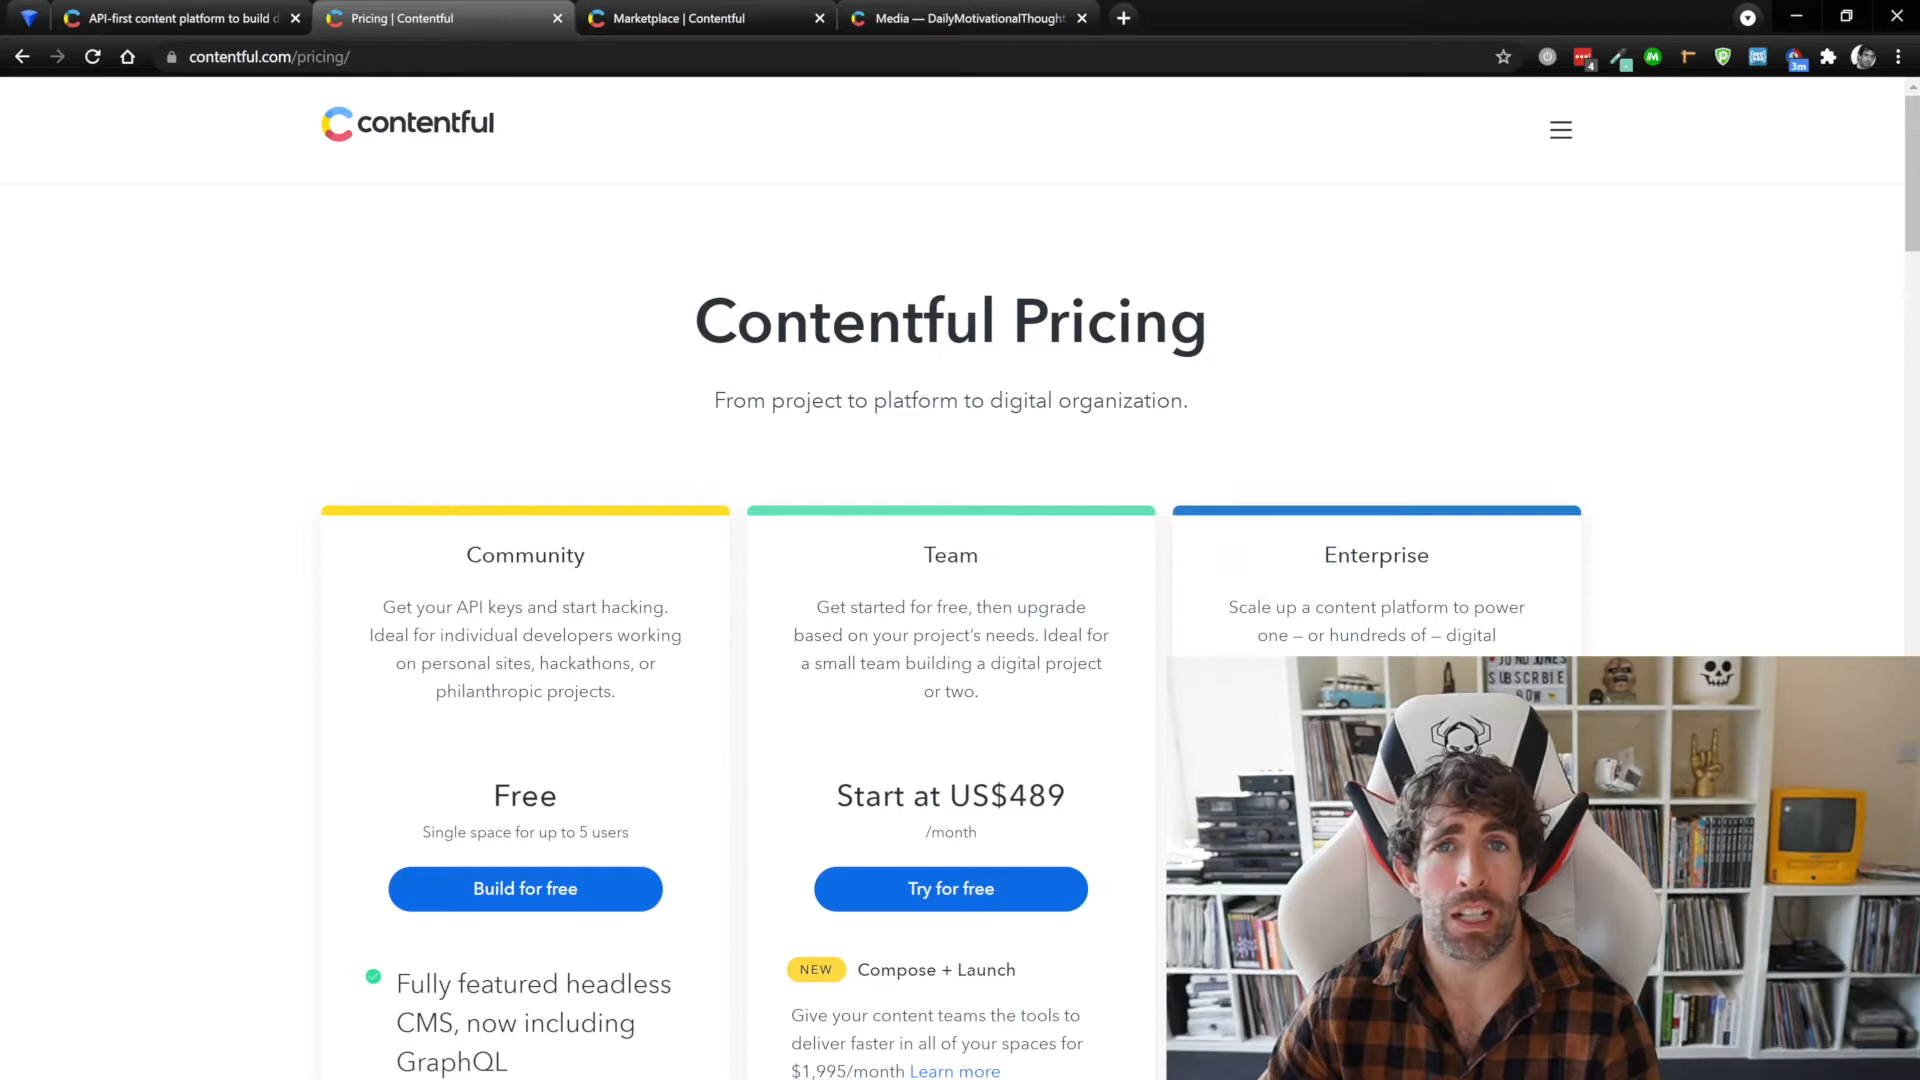 API-first content platform to build d
Pricing | Contentful
Marketplace | Contentful
Media — DailyMotivationalThought
contentful.com/pricing/
4
3m
contentful
Contentful Pricing
From project to platform to digital organization.
Community
Get your API keys and start hacking.
Ideal for individual developers working
on personal sites, hackathons, or
philanthropic projects.
Free
Single space for up to 5 users
Build for free
Fully featured headless
CMS, now including
GraphQL
Team
Get started for free, then upgrade
based on your project's needs. Ideal for
a small team building a digital project
or two.
Start at US$489
/month
Try for free
NEW
Compose + Launch
Give your content teams the tools to
deliver faster in all of your spaces for
$1,995/month Learn more
Enterprise
Scale up a content platform to power
one — or hundreds of — digital
JONDJONES
SUBSCRBIE
NOW